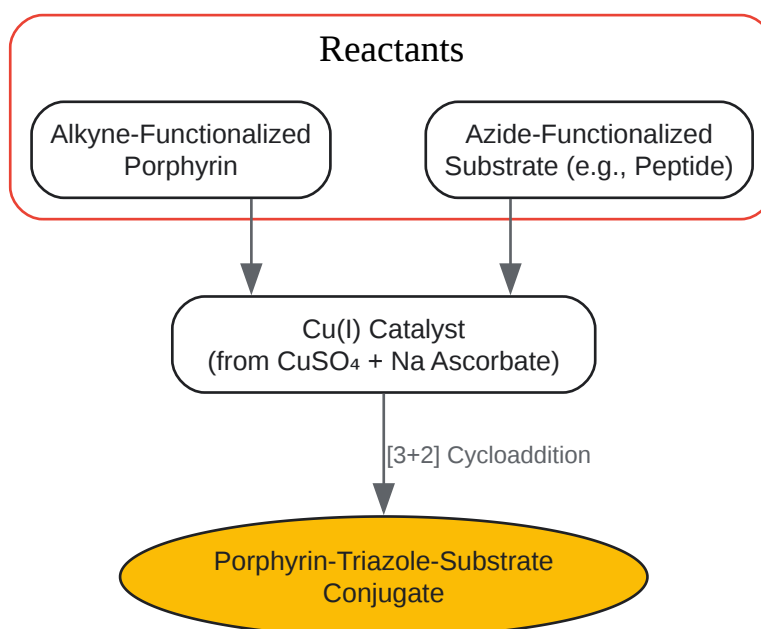 Reactants
Alkyne-Functionalized
Porphyrin
Azide-Functionalized
Substrate (e.g., Peptide)
Cu(I) Catalyst
(from CuSO₄ + Na Ascorbate)
[3+2] Cycloaddition
Porphyrin-Triazole-Substrate
Conjugate